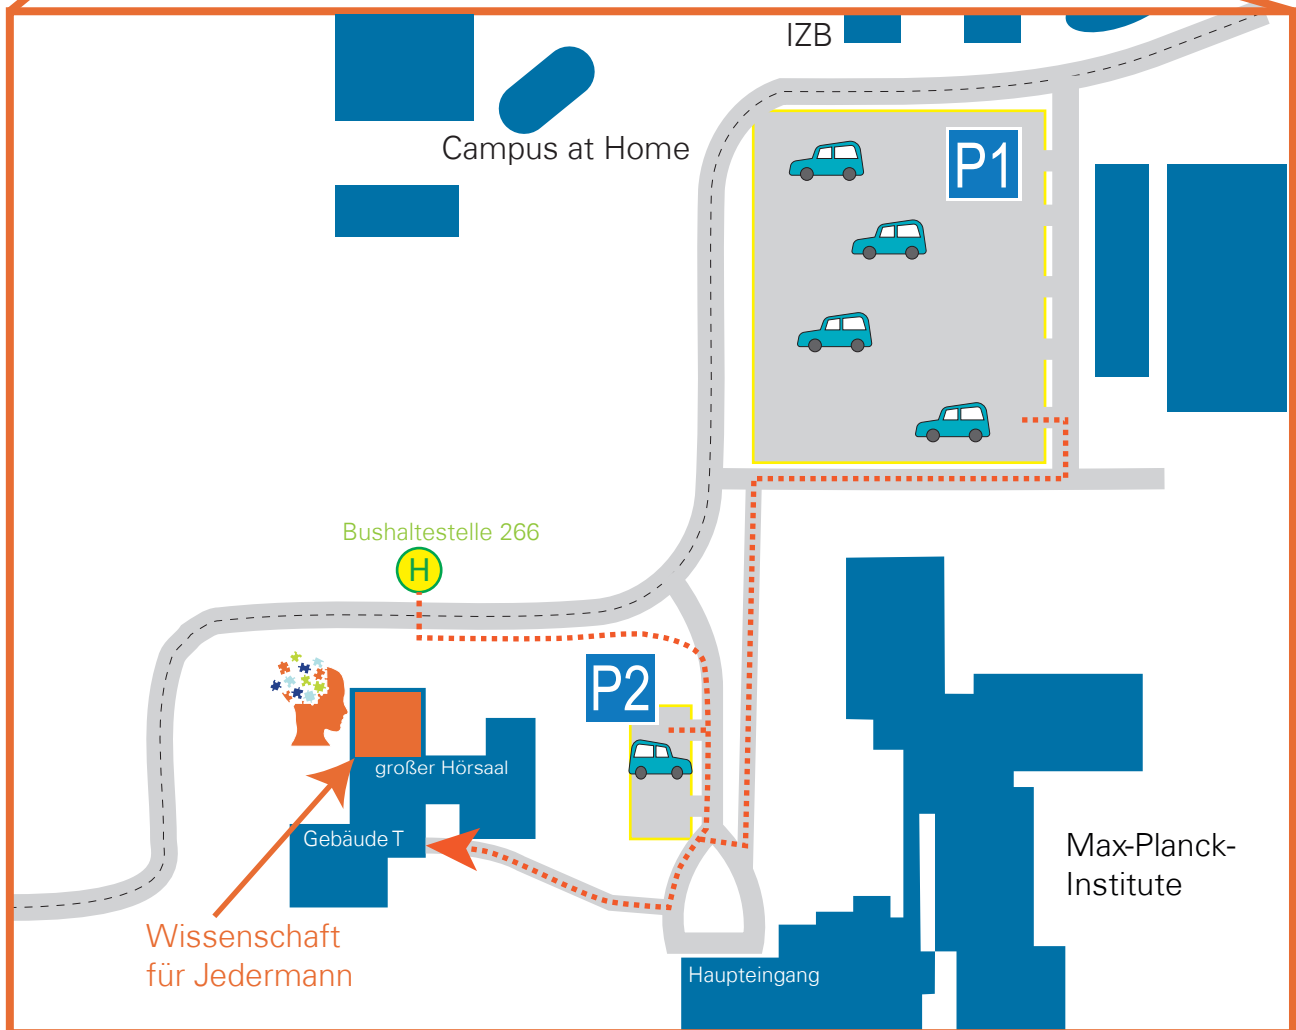 IZB
Campus at Home
P1
Bushaltestelle 266
H
P2
großer Hörsaal
Gebäude T
Max-Planck-
Institute
Wissenschaft
für Jedermann
Haupteingang